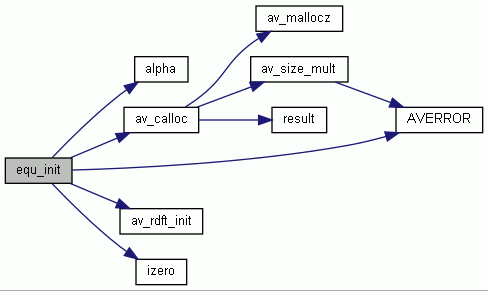 av_mallocz
alpha
av_size_mult
av_calloc
result
AVERROR
equ_init
av_rdft_init
izero